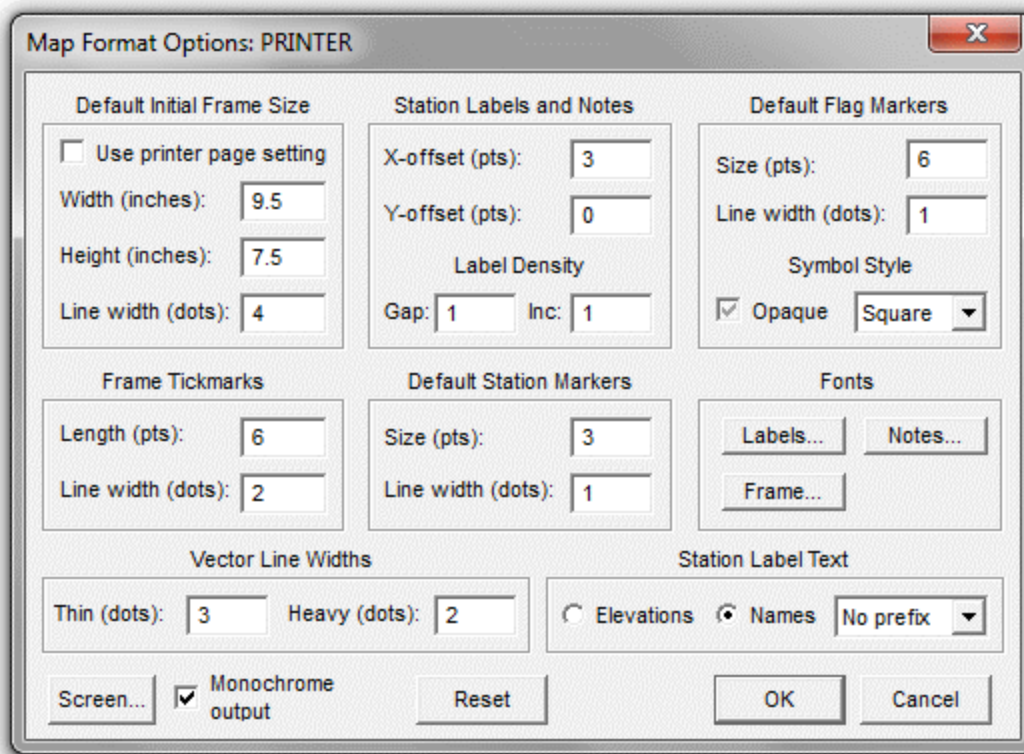 Map Format Options: PRINTER
Default Initial Frame Size
Use printer page setting
Width (inches): 9.5
Height (inches): 7.5
Line width (dots): 4
Station Labels and Notes
X-offset (pts): 3
Y-offset (pts): 0
Label Density
Gap: 1 Inc: 1
Default Flag Markers
Size (pts): 6
Line width (dots): 1
Symbol Style
Opaque Square
Frame Tickmarks
Length (pts): 6
Line width (dots): 2
Default Station Markers
Size (pts): 3
Line width (dots): 1
Fonts
Labels... Notes...
Frame...
Vector Line Widths
Thin (dots): 3 Heavy (dots): 2
Station Label Text
Elevations Names No prefix
Screen...
Monochrome
output
Reset
OK
Cancel